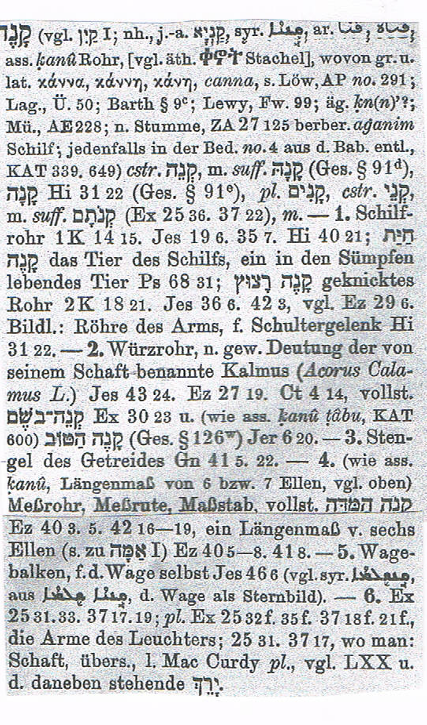 קָנֶה (vgl. קין I; nh., j.-a. קַנְיָא, syr. ar.
ass. ḳanû Rohr, [vgl. äth. Stachel], wovon gr. u.
lat. κάννα, κάννη, κάνη, canna, s. Löw, AP no. 291;
Lag., Ü. 50; Barth § 9ᶜ; Lewy, Fw. 99; äg. ḳn(n)ʾ?;
Mü., AE 228; n. Stumme, ZA 27 125 berber. aganim
Schilf; jedenfalls in der Bed. no. 4 aus d. Bab. entl.,
KAT 339. 649) cstr. קְנֵה, m. suff. קָנֶהָ (Ges. § 91ᵈ),
קָנֶה Hi 31 22 (Ges. § 91ᵉ), pl. קָנִים, cstr. קְנֵי,
m. suff. קְנֹתָם (Ex 25 36. 37 22), m. — 1. Schilf-
rohr 1K 14 15. Jes 19 6. 35 7. Hi 40 21; חַיַּת
קָנֶה das Tier des Schilfs, ein in den Sümpfen
lebendes Tier Ps 68 31; קָנֶה רָצוּץ geknicktes
Rohr 2K 18 21. Jes 36 6. 42 3, vgl. Ez 29 6.
Bildl.: Röhre des Arms, f. Schultergelenk Hi
31 22. — 2. Würzrohr, n. gew. Deutung der von
seinem Schaft benannte Kalmus (Acorus Cala-
mus L.) Jes 43 24. Ez 27 19. Ct 4 14, vollst.
קְנֵה־בֹשֶׂם Ex 30 23 u. (wie ass. ḳanû ṭâbu, KAT
600) קָנֶה הַטּוֹב (Ges. § 126ʷ) Jer 6 20. — 3. Sten-
gel des Getreides Gn 41 5. 22. — 4. (wie ass.
ḳanû, Längenmaß von 6 bzw. 7 Ellen, vgl. oben)
Meßrohr, Meßrute, Maßstab, vollst. קנה המדה
Ez 40 3. 5. 42 16—19, ein Längenmaß v. sechs
Ellen (s. zu אַמָּה I) Ez 40 5—8. 41 8. — 5. Wage-
balken, f. d. Wage selbst Jes 46 6 (vgl. syr.
aus d. Wage als Sternbild). — 6. Ex
25 31. 33. 37 17. 19; pl. Ex 25 32f. 35f. 37 18f. 21f.,
die Arme des Leuchters; 25 31. 37 17, wo man:
Schaft, übers., l. Mac Curdy pl., vgl. LXX u.
d. daneben stehende יָרֵךְ.